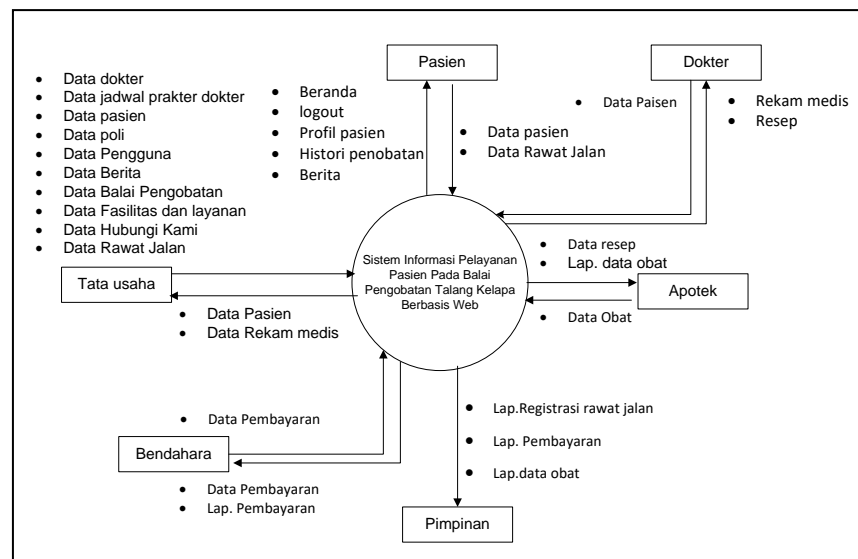 Pasien
Dokter
Data dokter
Data jadwal prakter dokter
Data pasien
Data poli
Data Pengguna
Data Berita
Data Balai Pengobatan
Data Fasilitas dan layanan
Data Hubungi Kami
Data Rawat Jalan
Beranda
logout
Profil pasien
Histori penobatan
Berita
Data pasien
Data Rawat Jalan
Data Paisen
Rekam medis
Resep
Sistem Informasi Pelayanan
Pasien Pada Balai
Pengobatan Talang Kelapa
Berbasis Web
Data resep
Lap. data obat
Tata usaha
Apotek
Data Pasien
Data Rekam medis
Data Obat
Data Pembayaran
Bendahara
Data Pembayaran
Lap. Pembayaran
Lap.Registrasi rawat jalan
Lap. Pembayaran
Lap.data obat
Pimpinan